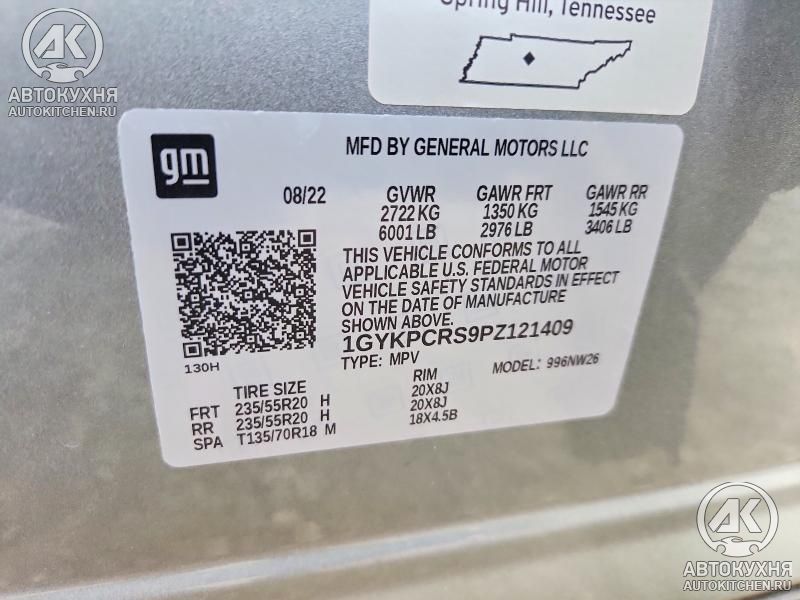 Spring Hill, Tennessee
АВТОКУХНЯ
AUTOKITCHEN.RU
gm
MFD BY GENERAL MOTORS LLC
08/22 GVWR GAWR FRT GAWR RR
2722 KG 1350 KG 1545 KG
6001 LB 2976 LB 3406 LB
THIS VEHICLE CONFORMS TO ALL
APPLICABLE U.S. FEDERAL MOTOR
VEHICLE SAFETY STANDARDS IN EFFECT
ON THE DATE OF MANUFACTURE
SHOWN ABOVE.
1GYKPCRS9PZ121409
130H
TYPE: MPV MODEL: 996NW26
TIRE SIZE RIM
FRT 235/55R20 H 20X8J
RR 235/55R20 H 20X8J
SPA T135/70R18 M 18X4.5B
АВТОКУХНЯ
AUTOKITCHEN.RU